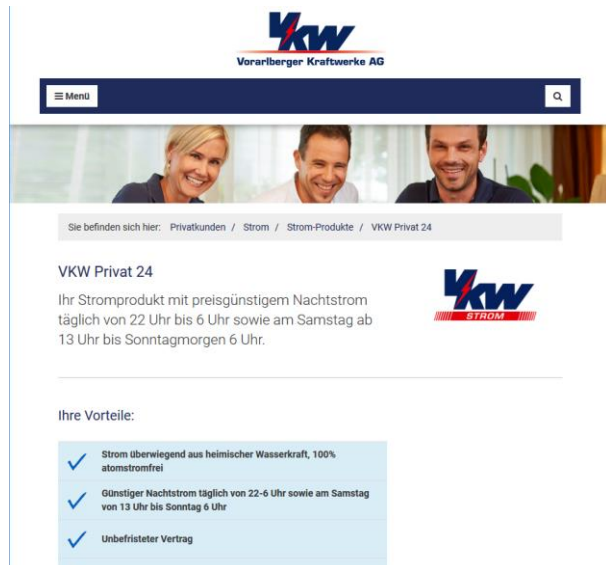 VKW
Vorarlberger Kraftwerke AG
Menü
Sie befinden sich hier: Privatkunden / Strom / Strom-Produkte / VKW Privat 24
VKW Privat 24
Ihr Stromprodukt mit preisgünstigem Nachtstrom
täglich von 22 Uhr bis 6 Uhr sowie am Samstag ab
13 Uhr bis Sonntagmorgen 6 Uhr.
VKW
STROM
Ihre Vorteile:
Strom überwiegend aus heimischer Wasserkraft, 100%
atomstromfrei
Günstiger Nachtstrom täglich von 22-6 Uhr sowie am Samstag
von 13 Uhr bis Sonntag 6 Uhr
Unbefristeter Vertrag